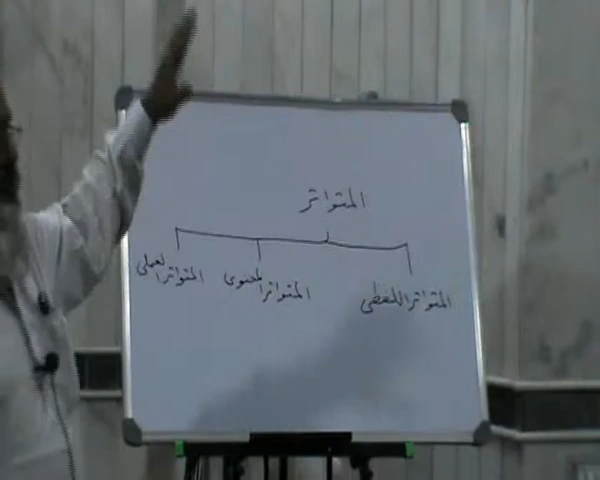 المتواتر
المتواتر اللفظي
المتواتر المعنوي
المتواتر العملي